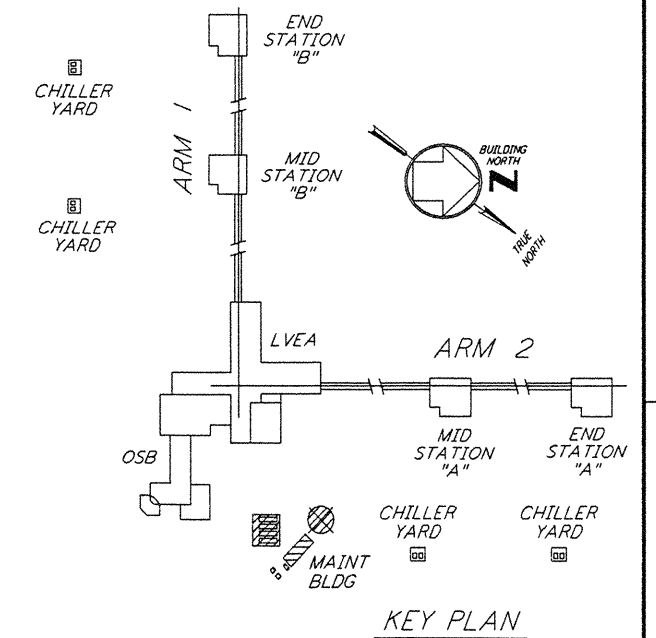 END
STATION
"B"
CHILLER
YARD
ARM 1
MID
STATION
"B"
BUILDING
NORTH
N
TRUE
NORTH
CHILLER
YARD
LVEA
ARM 2
OSB
MID
STATION
"A"
END
STATION
"A"
CHILLER
YARD
CHILLER
YARD
MAINT
BLDG
KEY PLAN